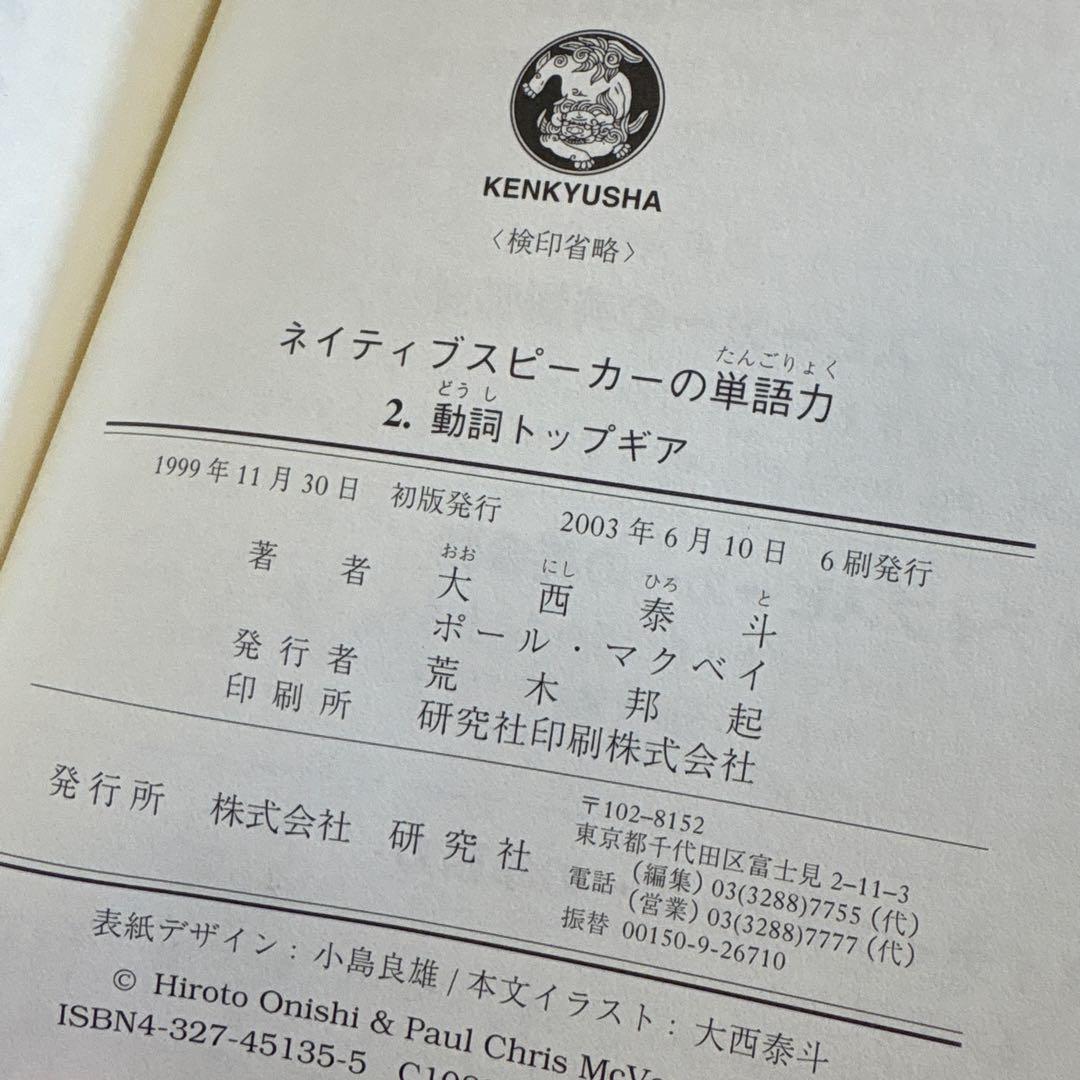 KENKYUSHA
〈検印省略〉
ネイティブスピーカーの単語力
たんごりょく
2. 動詞トップギア
どうし
1999年11月30日 初版発行 2003年6月10日 6刷発行
おお にし ひろ と
著者 大西泰斗
ポール・マクベイ
発行者 荒木邦起
印刷所 研究社印刷株式会社
発行所 株式会社 研究社
〒102–8152
東京都千代田区富士見2–11–3
電話 (編集) 03(3288)7755 (代)
(営業) 03(3288)7777 (代)
振替 00150-9-26710
表紙デザイン：小島良雄/本文イラスト：大西泰斗
© Hiroto Onishi & Paul Chris
ISBN4-327-45135-5